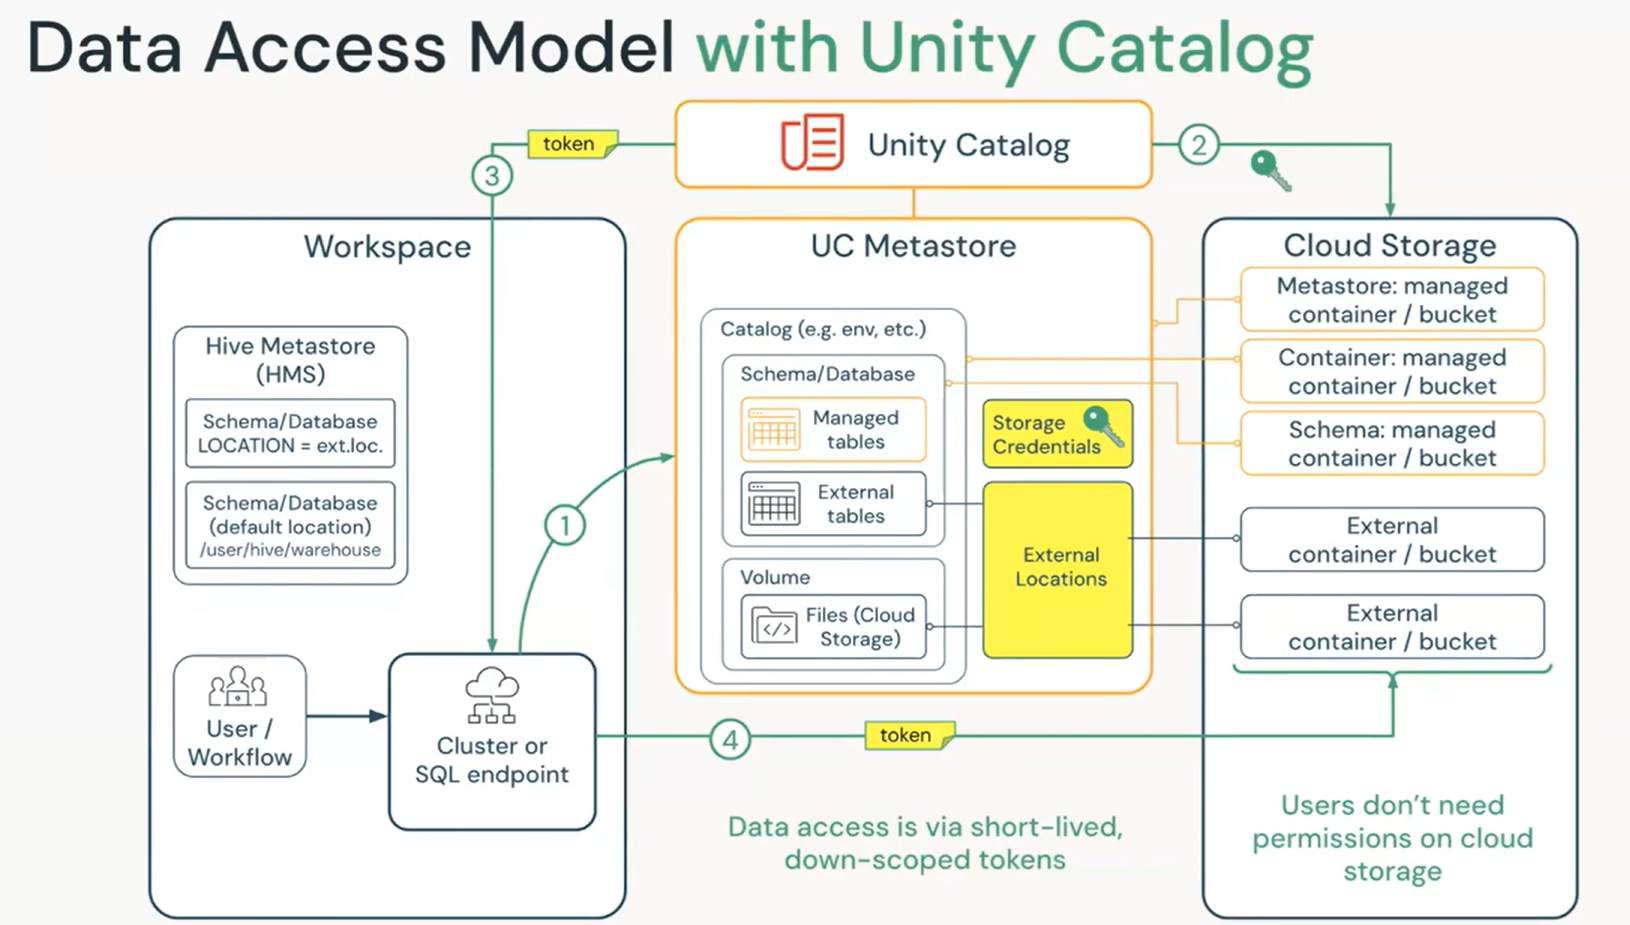 Data Access Model with Unity Catalog
token
Unity Catalog
2
3
Workspace
Hive Metastore
(HMS)
Schema/Database
LOCATION = ext.loc.
Schema/Database
(default location)
/user/hive/warehouse
1
User /
Workflow
Cluster or
SQL endpoint
UC Metastore
Catalog (e.g. env, etc.)
Schema/Database
Managed
tables
External
tables
Volume
Files (Cloud
Storage)
Storage
Credentials
External
Locations
Cloud Storage
Metastore: managed
container / bucket
Container: managed
container / bucket
Schema: managed
container / bucket
External
container / bucket
External
container / bucket
4
token
Data access is via short-lived,
down-scoped tokens
Users don't need
permissions on cloud
storage